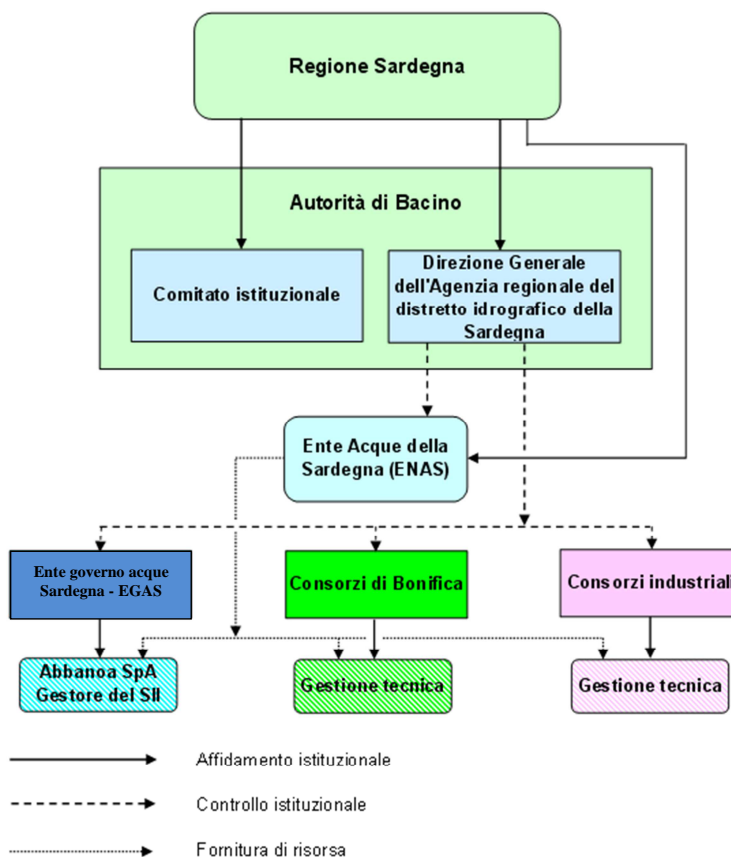 Regione Sardegna
Autorità di Bacino
Comitato istituzionale
Direzione Generale
dell'Agenzia regionale del
distretto idrografico della
Sardegna
Ente Acque della
Sardegna (ENAS)
Ente governo acque
Sardegna - EGAS
Consorzi di Bonifica
Consorzi industriali
Abbanoa SpA
Gestore del SII
Gestione tecnica
Gestione tecnica
Affidamento istituzionale
Controllo istituzionale
Fornitura di risorsa